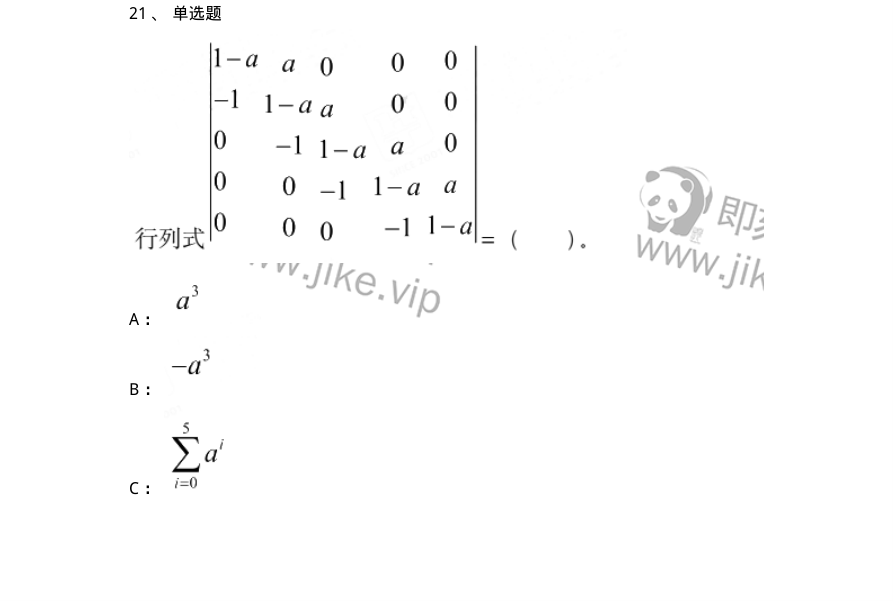 21 、 单选题
1−a a 0 0 0
−1 1−a a 0 0
0 −1 1−a a 0
0 0 −1 1−a a
行列式 0 0 0 −1 1−a = ( )。
即
www.jik
www.jike.vip
A： a³
B： −a³
5
C： ∑ aⁱ
i=0